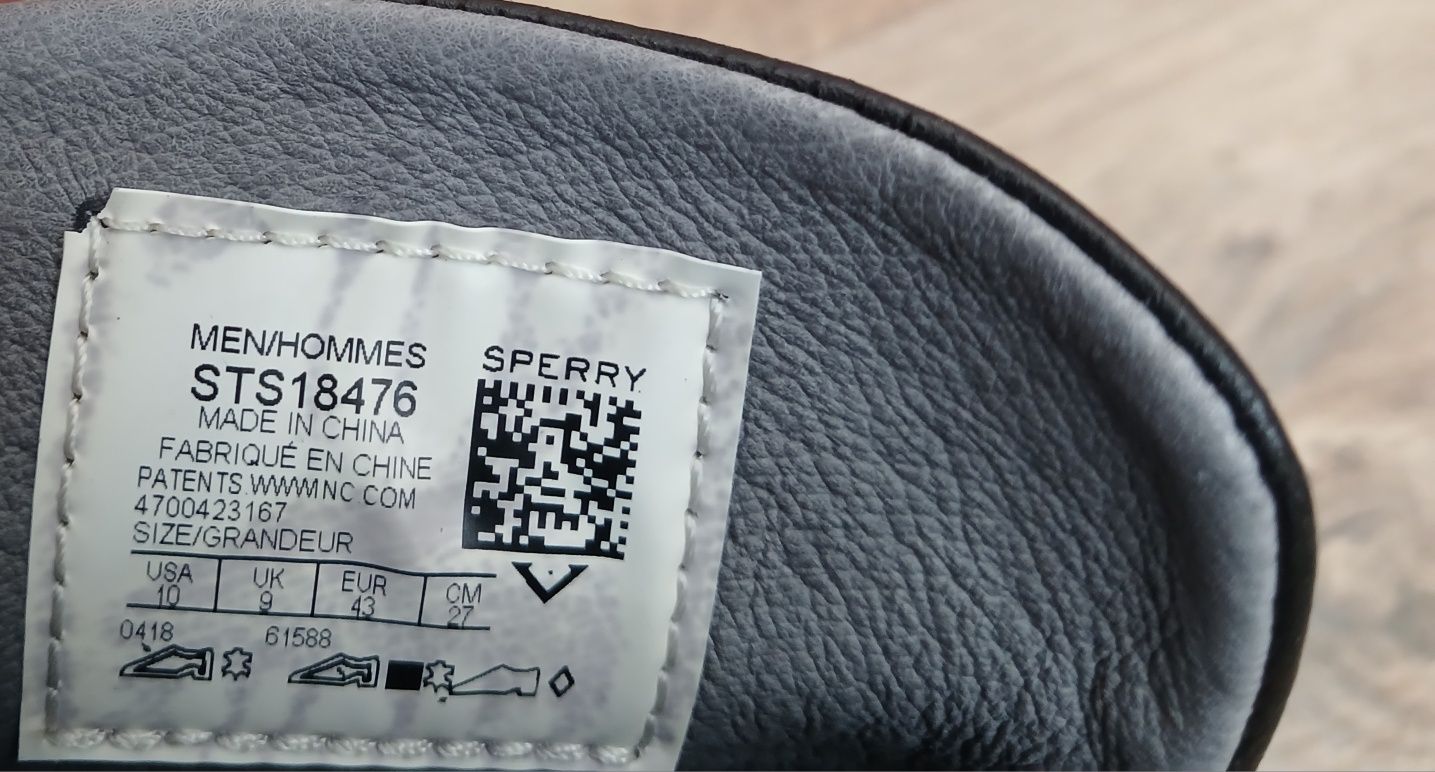 MEN/HOMMES
STS18476
MADE IN CHINA
FABRIQUÉ EN CHINE
PATENTS.WWWINC.COM
4700423167
SIZE/GRANDEUR
USA UK EUR CM
10 9 43 27
0418 61588
SPERRY